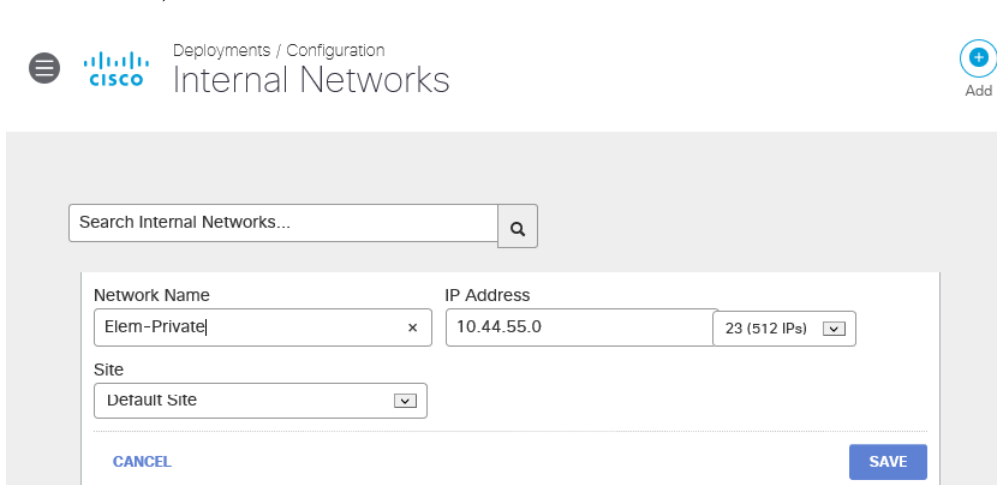 Deployments / Configuration
CISCO
Internal Networks
Add
Search Internal Networks...
Network Name
IP Address
Elem-Private
×
10.44.55.0
23 (512 IPs)
Site
Default Site
CANCEL
SAVE